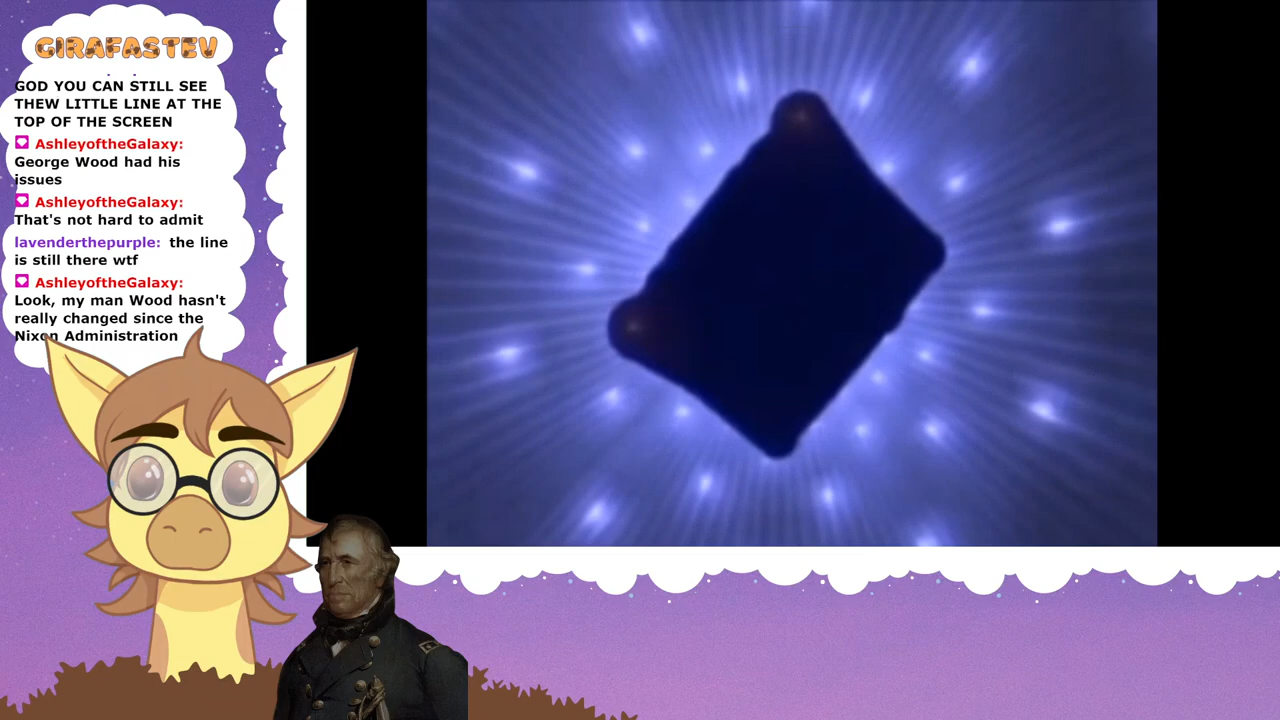 GIRAFASTEV
GOD YOU CAN STILL SEE
THEW LITTLE LINE AT THE
TOP OF THE SCREEN
AshleyoftheGalaxy:
George Wood had his
issues
AshleyoftheGalaxy:
That's not hard to admit
lavenderthepurple: the line
is still there wtf
AshleyoftheGalaxy:
Look, my man Wood hasn't
really changed since the
Nixon Administration